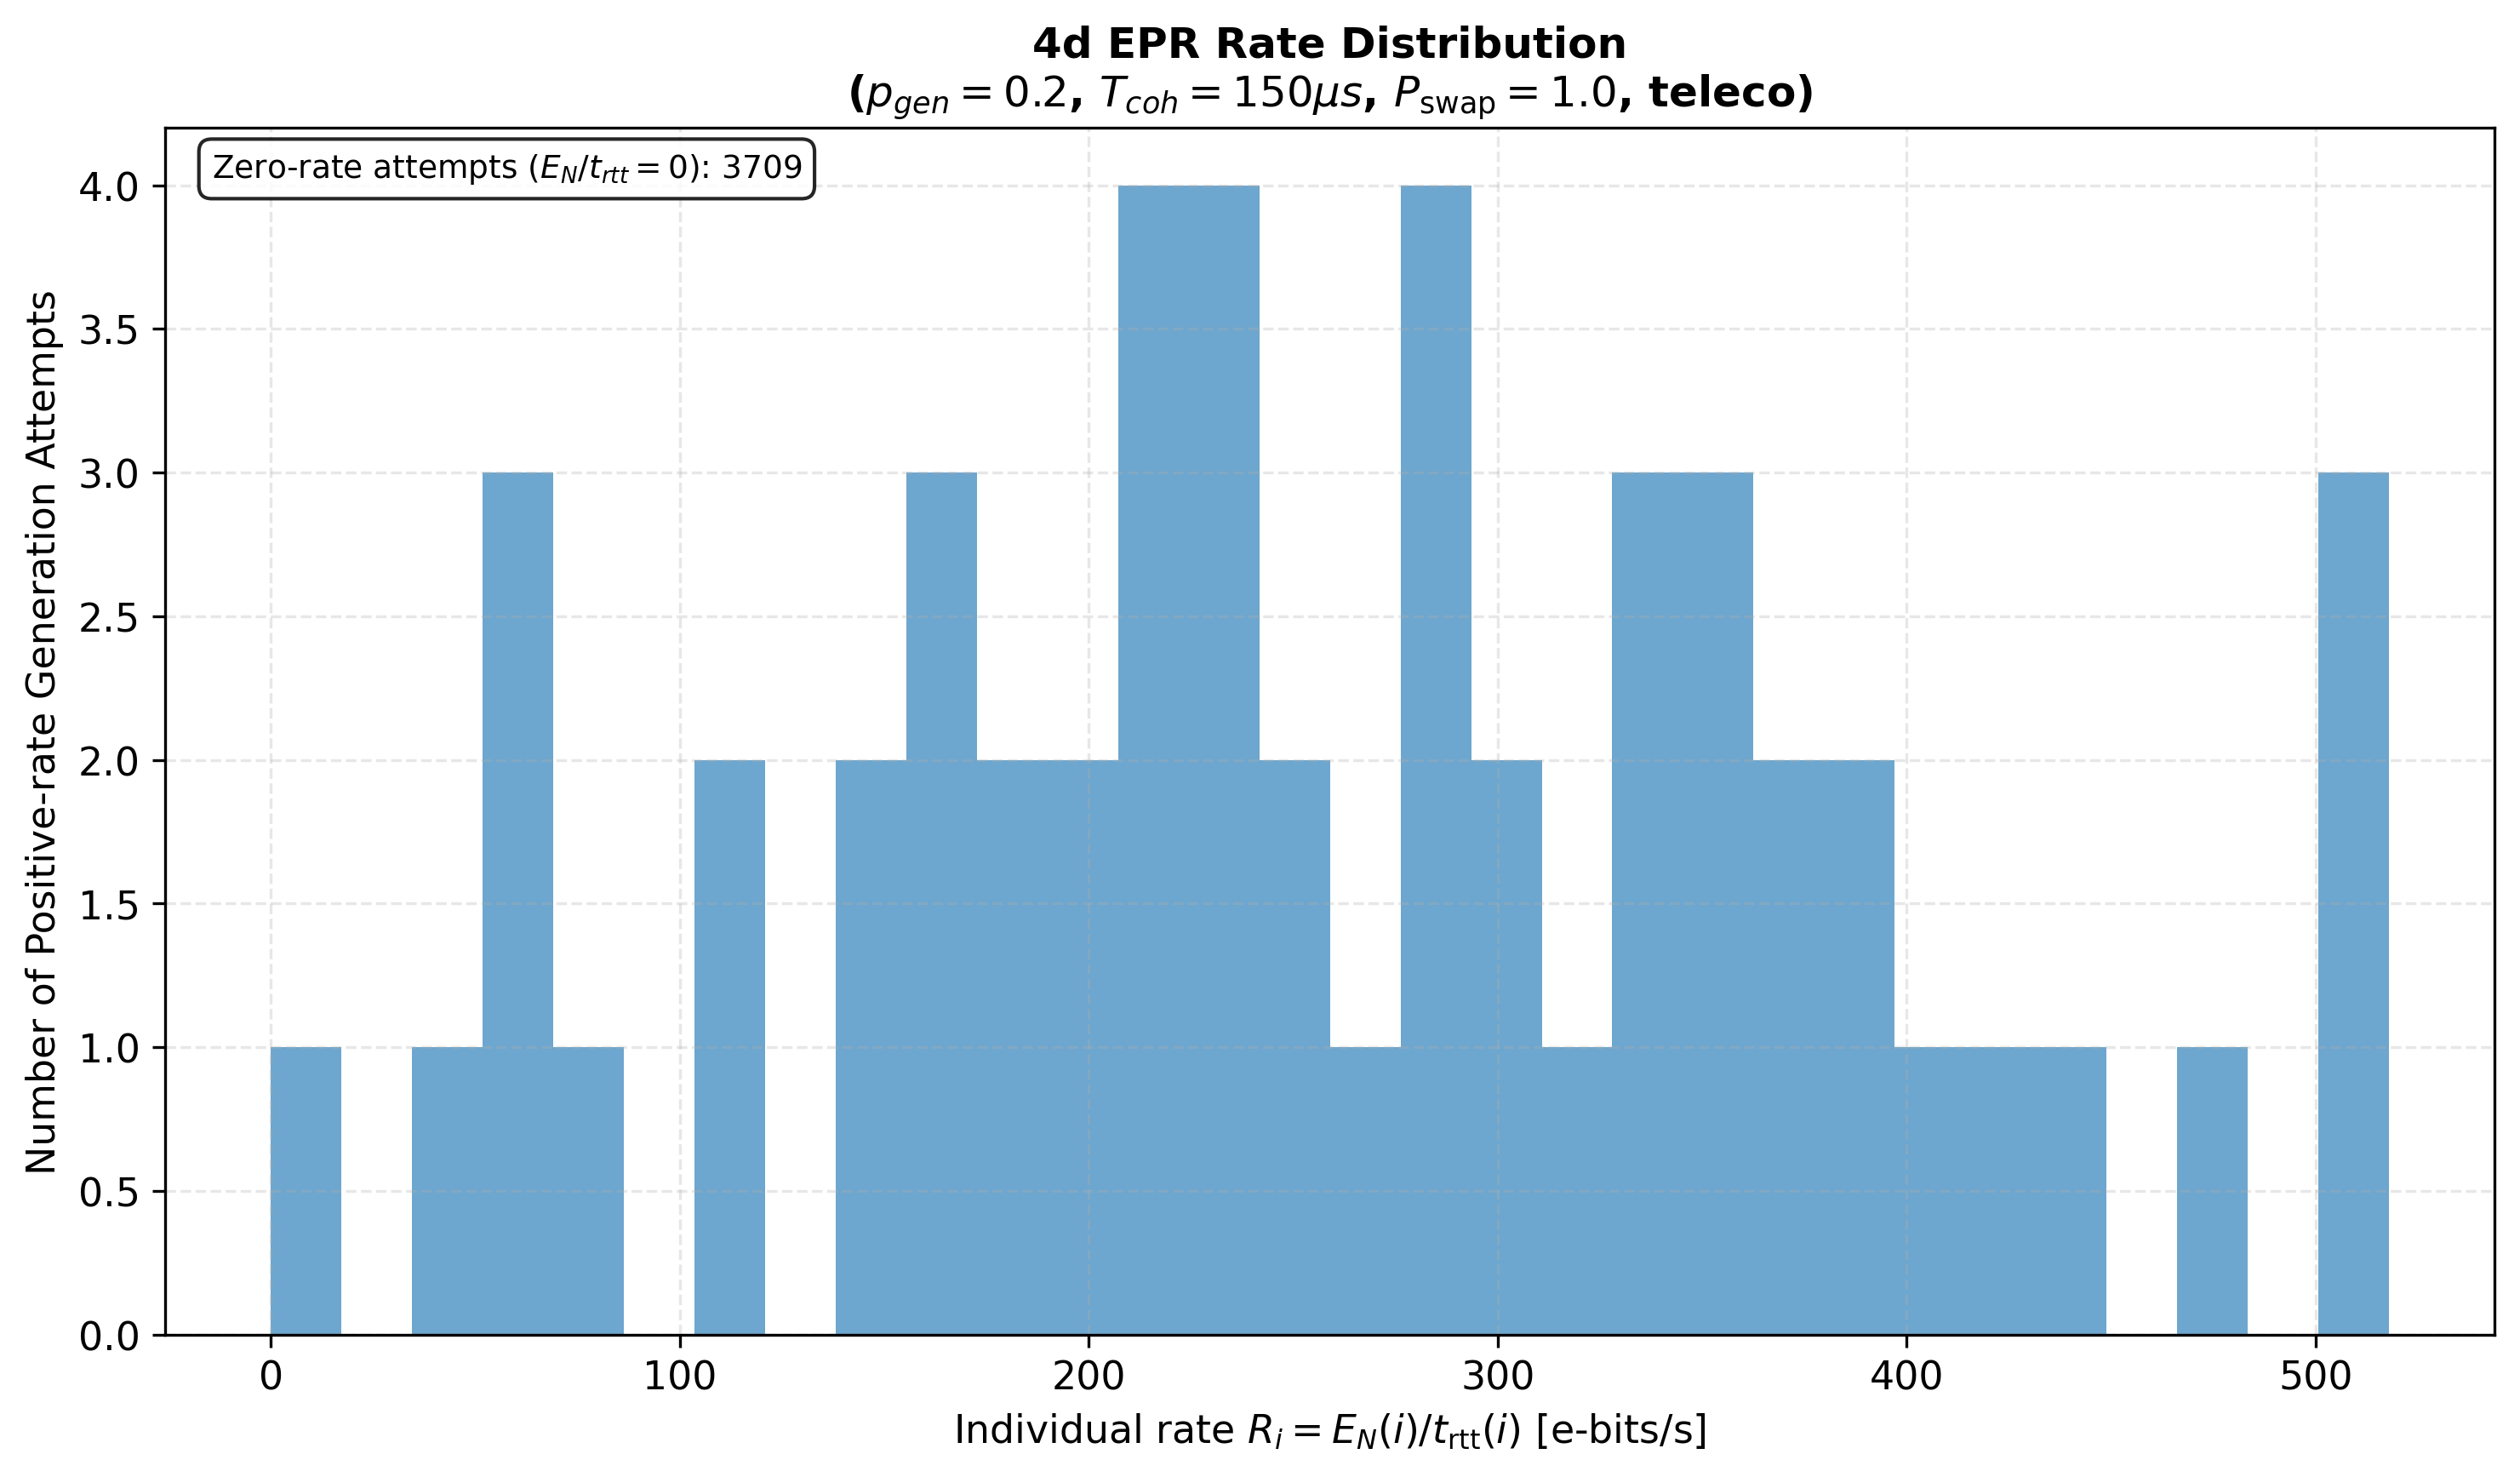 4d EPR Rate Distribution
(p_gen = 0.2, T_coh = 150μs, P_swap = 1.0, teleco)
Zero-rate attempts (E_N/t_rtt = 0): 3709
Number of Positive-rate Generation Attempts
4.0
3.5
3.0
2.5
2.0
1.5
1.0
0.5
0.0
0 100 200 300 400 500
Individual rate R_i = E_N(i)/t_rtt(i) [e-bits/s]